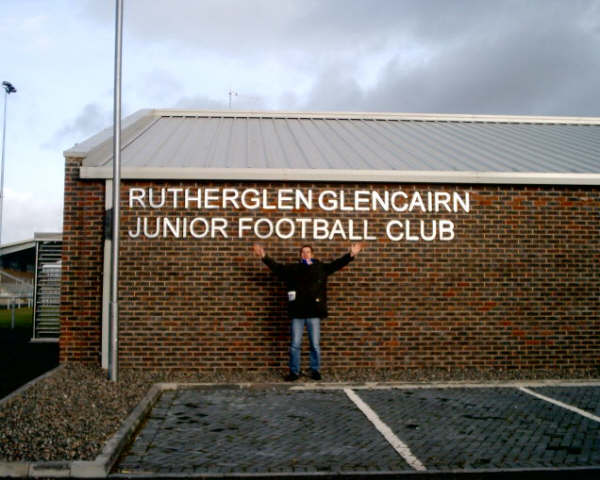 RUTHERGLEN GLENCAIRN
JUNIOR FOOTBALL CLUB